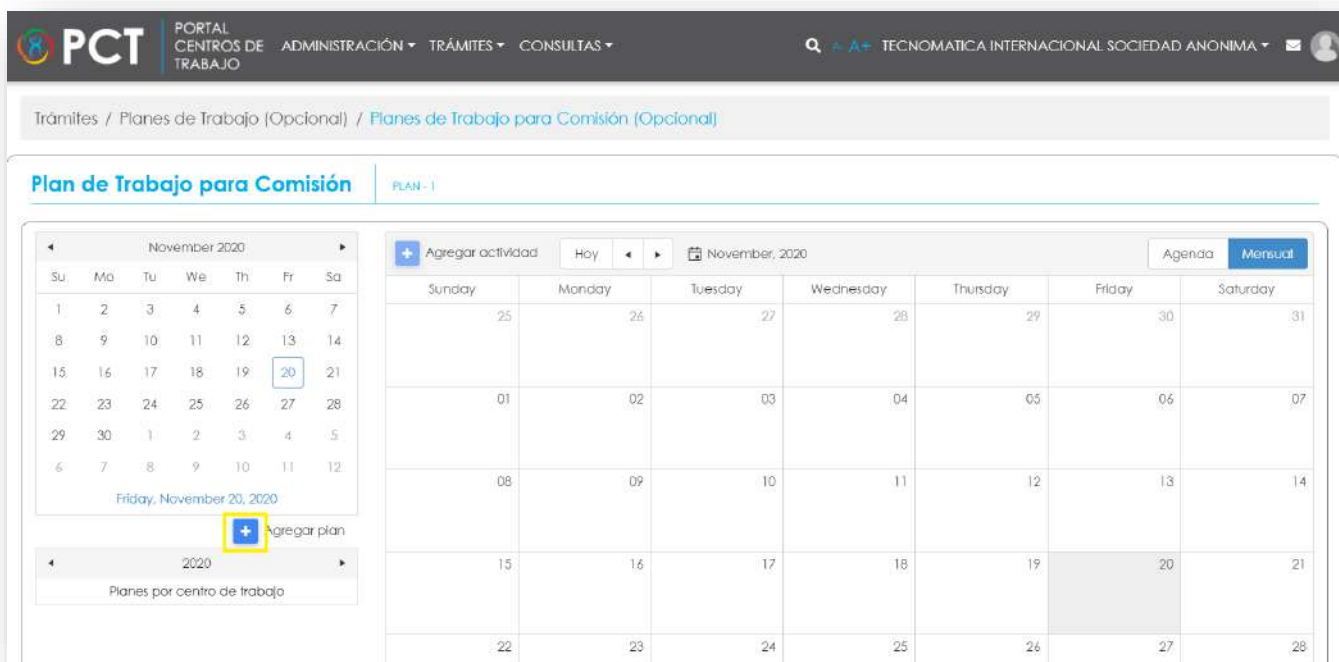 PCT
PORTAL
CENTROS DE
TRABAJO
ADMINISTRACIÓN TRÁMITES CONSULTAS
A A+ TECNOMATICA INTERNACIONAL SOCIEDAD ANONIMA
Trámites / Planes de Trabajo (Opcional) / Planes de Trabajo para Comisión (Opcional)
Plan de Trabajo para Comisión
PLAN - 1
November 2020
Su Mo Tu We Th Fr Sa
1 2 3 4 5 6 7
8 9 10 11 12 13 14
15 16 17 18 19 20 21
22 23 24 25 26 27 28
29 30 1 2 3 4 5
6 7 8 9 10 11 12
Friday, November 20, 2020
+ Agregar plan
2020
Planes por centro de trabajo
+ Agregar actividad Hoy November, 2020 Agenda Mensual
Sunday Monday Tuesday Wednesday Thursday Friday Saturday
25 26 27 28 29 30 31
01 02 03 04 05 06 07
08 09 10 11 12 13 14
15 16 17 18 19 20 21
22 23 24 25 26 27 28